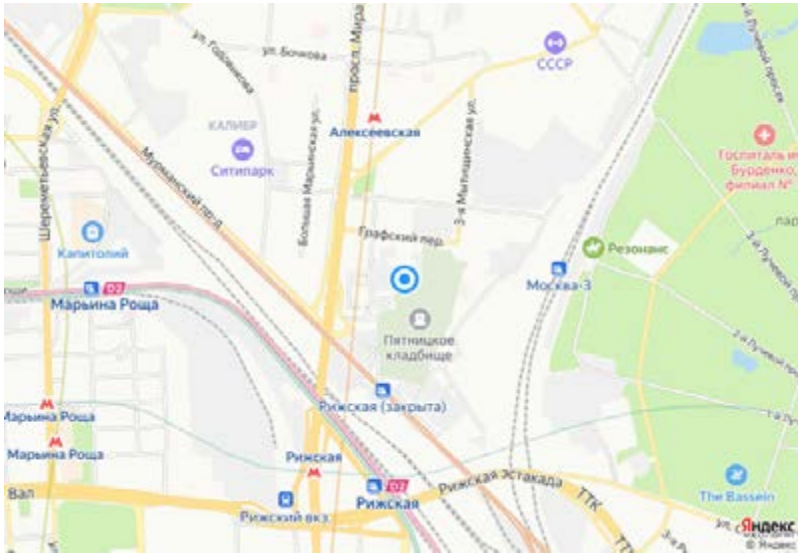 ул. Бочкова
ул. Годовикова
просп. Мира
СССР
Шереметьевская ул.
КАЛИБР
Ситипарк
Алексеевская
Мурманский пр-д
Большая Марьинская ул.
3-я Мытищинская ул.
Госпиталь
Бурденко,
филиал №
Графский пер.
Капитолий
Резонанс
Москва-3
Марьина Роща
D2
Пятницкое
кладбище
Рижская (закрыта)
Марьина Роща
Марьина Роща
Рижская
Вал
Рижский вкз.
D2
Рижская
Рижская Эстакада
ТТК
The Bassein
Яндекс
© Яндекс